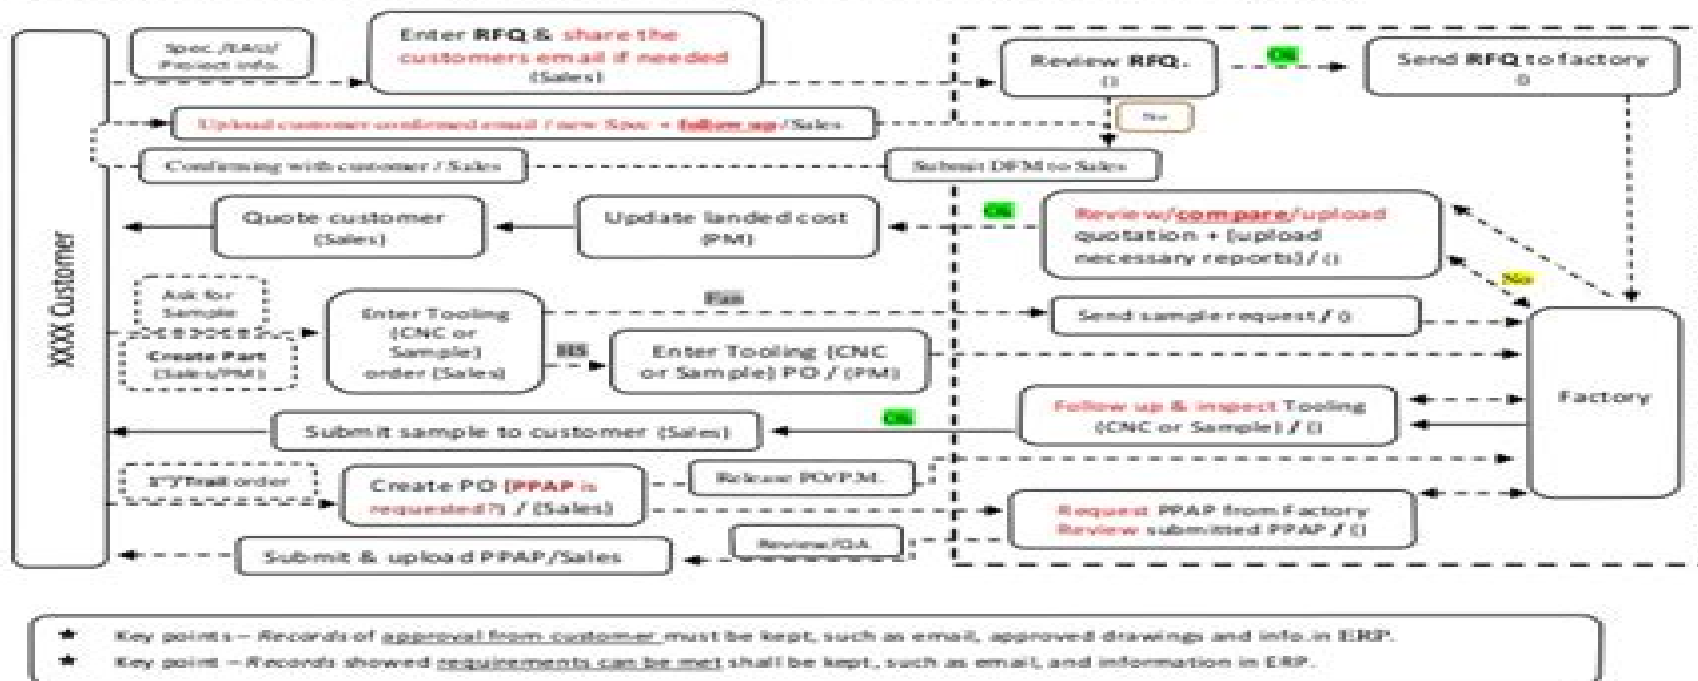 Spec./EAU/
Project info.
Enter RFQ & share the
customers email if needed
(Sales)
Review RFQ.
()
Ok
Send RFQ to factory
()
No
Upload customer confirmed email / new Spec + follow up/Sales
Confirming with customer / Sales
Submit DFM to Sales
XXXX Customer
Quote customer
(Sales)
Update landed cost
(PM)
Ok
Review/compare/upload
quotation + (upload
necessary reports)/ ()
No
Ask for
Sample
Create Part
(Sales/PM)
Enter Tooling
(CNC or
Sample)
order (Sales)
Send sample request / ()
Enter Tooling (CNC
or Sample) PO / (PM)
Factory
Submit sample to customer (Sales)
Ok
Follow up & inspect Tooling
(CNC or Sample) / ()
order
Create PO (PPAP is
requested?) / (Sales)
Release PO/PM.
Request PPAP from Factory
Review submitted PPAP / ()
Submit & upload PPAP/Sales
Review/QA
★ Key points – Records of approval from customer must be kept, such as email, approved drawings and info.in ERP.
★ Key point – Records showed requirements can be met shall be kept, such as email, and information in ERP.